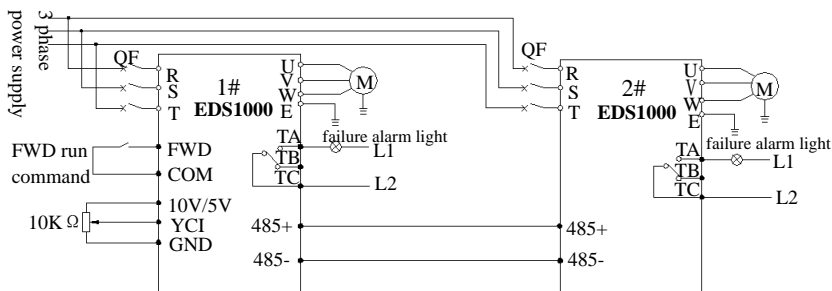 3 phase
power supply
QF
R
S
T
1#
EDS1000
U
V
W
E
M
TA
TB
TC
failure alarm light
L1
L2
FWD run
command
FWD
COM
10K Ω
10V/5V
YCI
GND
485+
485-
QF
R
S
T
2#
EDS1000
U
V
W
E
M
TA
TB
TC
failure alarm light
L1
L2
485+
485-